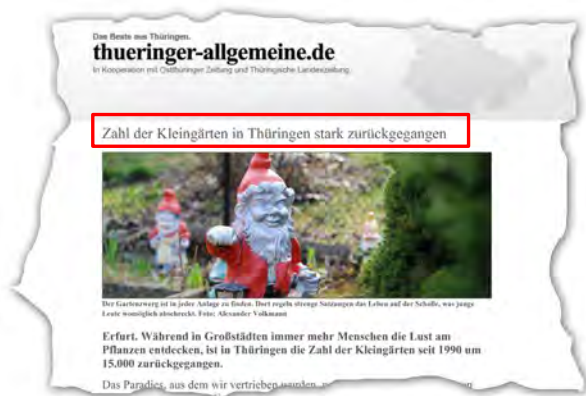 Das Beste aus Thüringen.
thueringer-allgemeine.de
In Kooperation mit Ostthüringer Zeitung und Thüringische Landeszeitung
Zahl der Kleingärten in Thüringen stark zurückgegangen
Der Gartenzwerg ist in jeder Anlage zu finden. Dort regeln strenge Satzungen das Leben auf der Scholle, was junge
Leute womöglich abschreckt. Foto: Alexander Volkmann
Erfurt. Während in Großstädten immer mehr Menschen die Lust am
Pflanzen entdecken, ist in Thüringen die Zahl der Kleingärten seit 1990 um
15.000 zurückgegangen.
Das Paradies, aus dem wir vertrieben wurden,